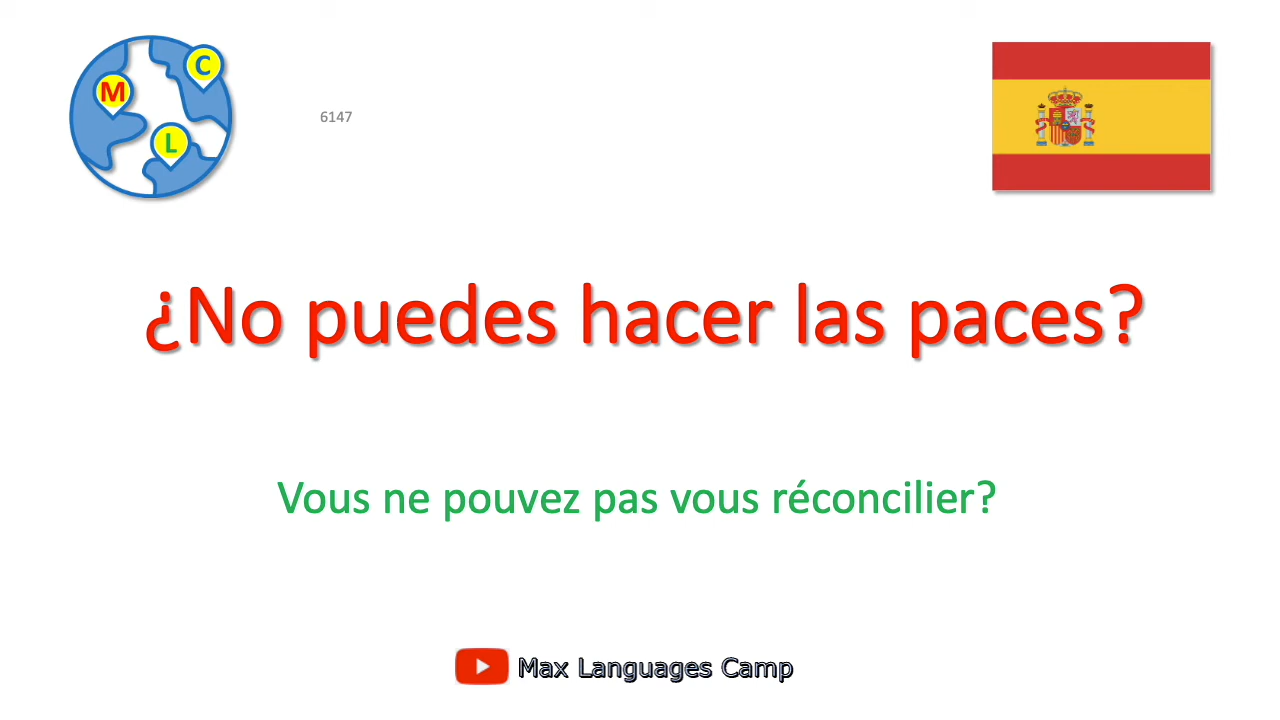 C
M
6147
L
¿No puedes hacer las paces?
Vous ne pouvez pas vous réconcilier?
Max Languages Camp